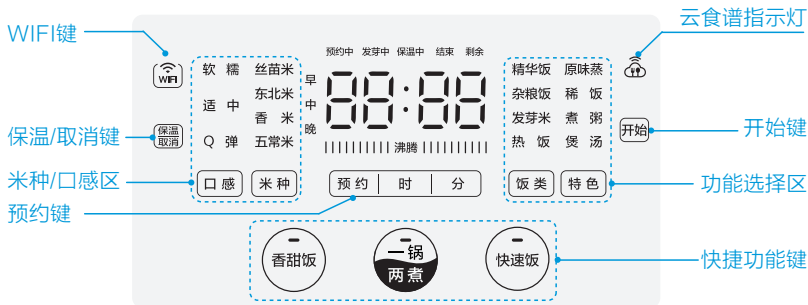 云食谱指示灯
WIFI键
预约中 发芽中 保温中 结束 剩余
WiFi
软糯 丝苗米
早
88:88
精华饭 原味蒸
东北米
杂粮饭 稀饭
适中
中
香米
发芽米 煮粥
开始
开始键
保温/取消键
保温
取消
晚
Q弹 五常米
沸腾
热饭 煲汤
米种/口感区
口感 米种
预约 时 分
饭类 特色
功能选择区
预约键
香甜饭
一锅
两煮
快速饭
快捷功能键